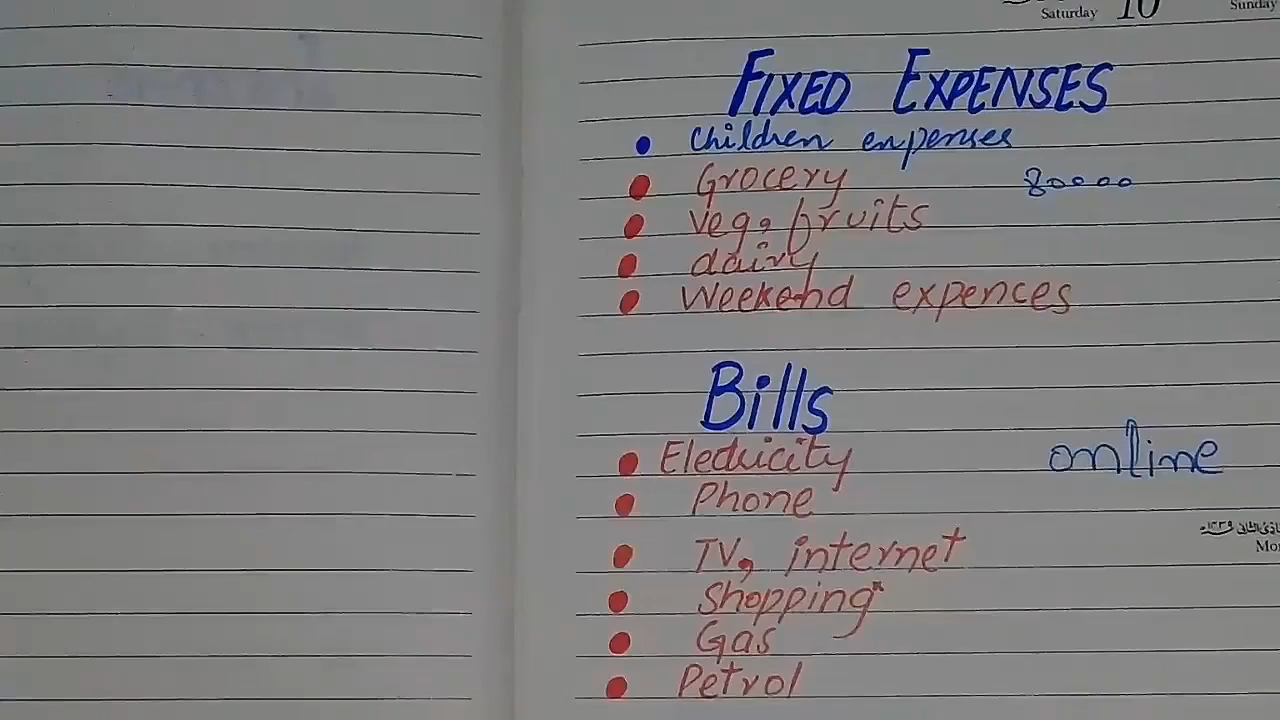 Saturday 10 Sunday
FIXED EXPENSES
• Children expenses
• Grocery 80000
• Veg, fruits
• dairy
• Weekend expences
Bills
• Eleducity online
• Phone
• TV, internet
• Shopping*
• Gas
• Petrol